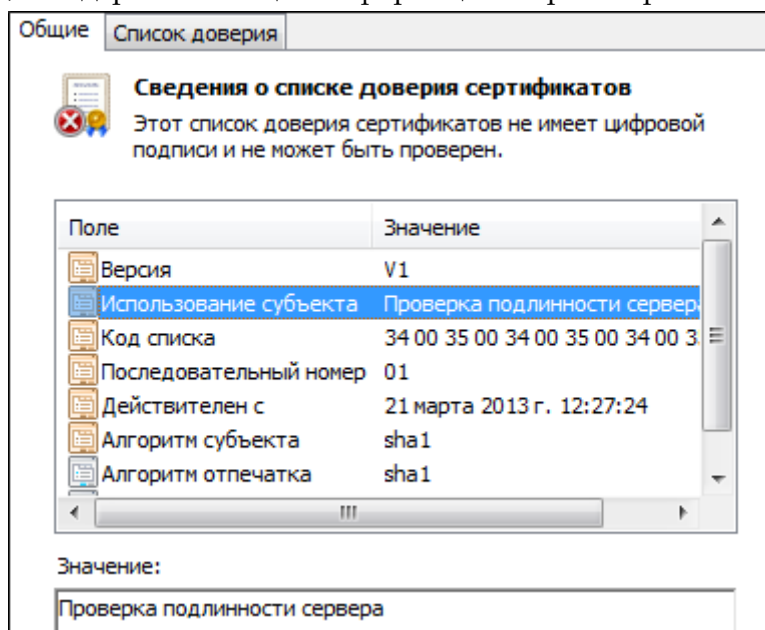 Общие Список доверия
Сведения о списке доверия сертификатов
Этот список доверия сертификатов не имеет цифровой
подписи и не может быть проверен.
Поле Значение
Версия V1
Использование субъекта Проверка подлинности сервера
Код списка 34 00 35 00 34 00 35 00 34 00 3
Последовательный номер 01
Действителен с 21 марта 2013 г. 12:27:24
Алгоритм субъекта sha1
Алгоритм отпечатка sha1
Значение:
Проверка подлинности сервера